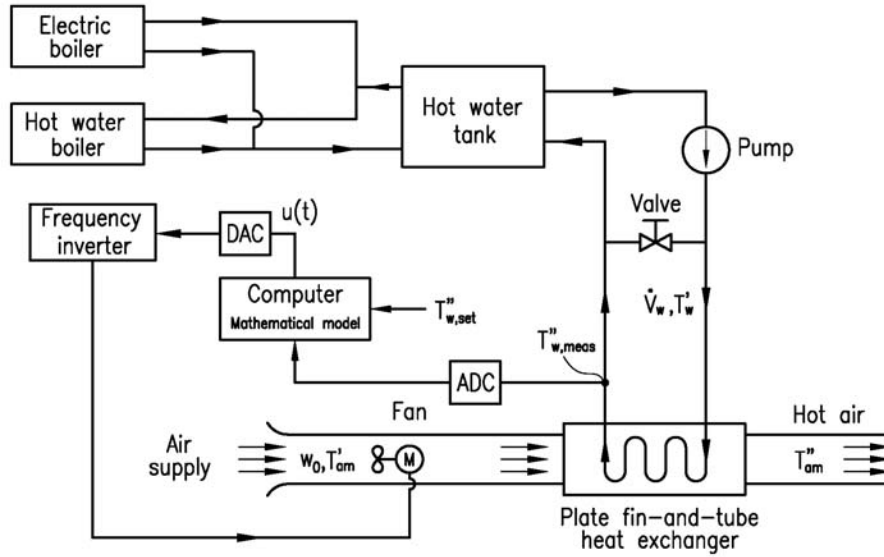 Electric
boiler
Hot water
boiler
Hot water
tank
Pump
Valve
Frequency
inverter
DAC
u(t)
Computer
Mathematical model
T"w,set
V̇w,T'w
T"w,meas
ADC
Fan
Hot air
Air
supply
w₀,T'am
M
T"am
Plate fin-and-tube
heat exchanger